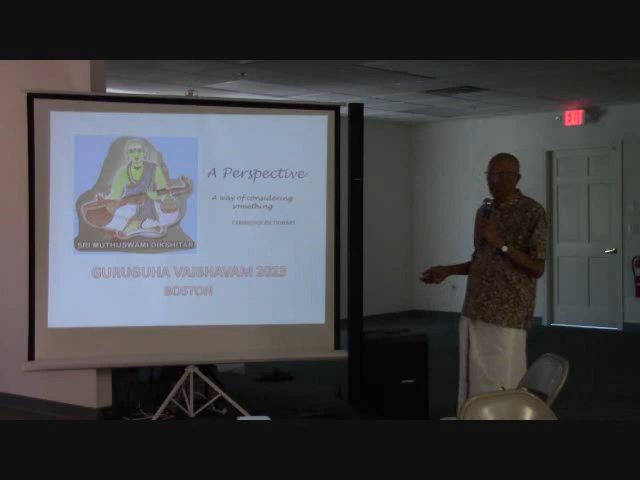 A Perspective
A way of considering
something
CAMBRIDGE DICTIONARY
SRI MUTHUSWAMI DIKSHITAR
GURUGUHA VAIBHAVAM 2023
BOSTON
EXIT